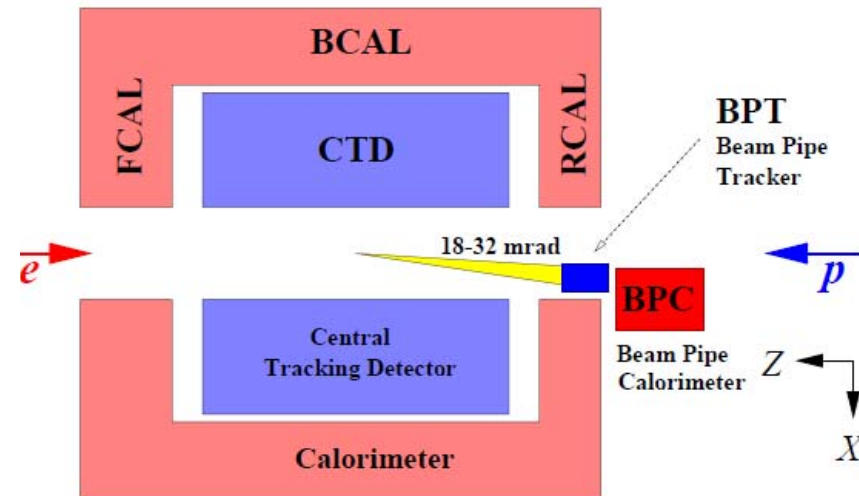 BCAL
FCAL
CTD
RCAL
BPT
Beam Pipe
Tracker
18-32 mrad
e
p
BPC
Central
Tracking Detector
Beam Pipe
Calorimeter
Z
X
Calorimeter